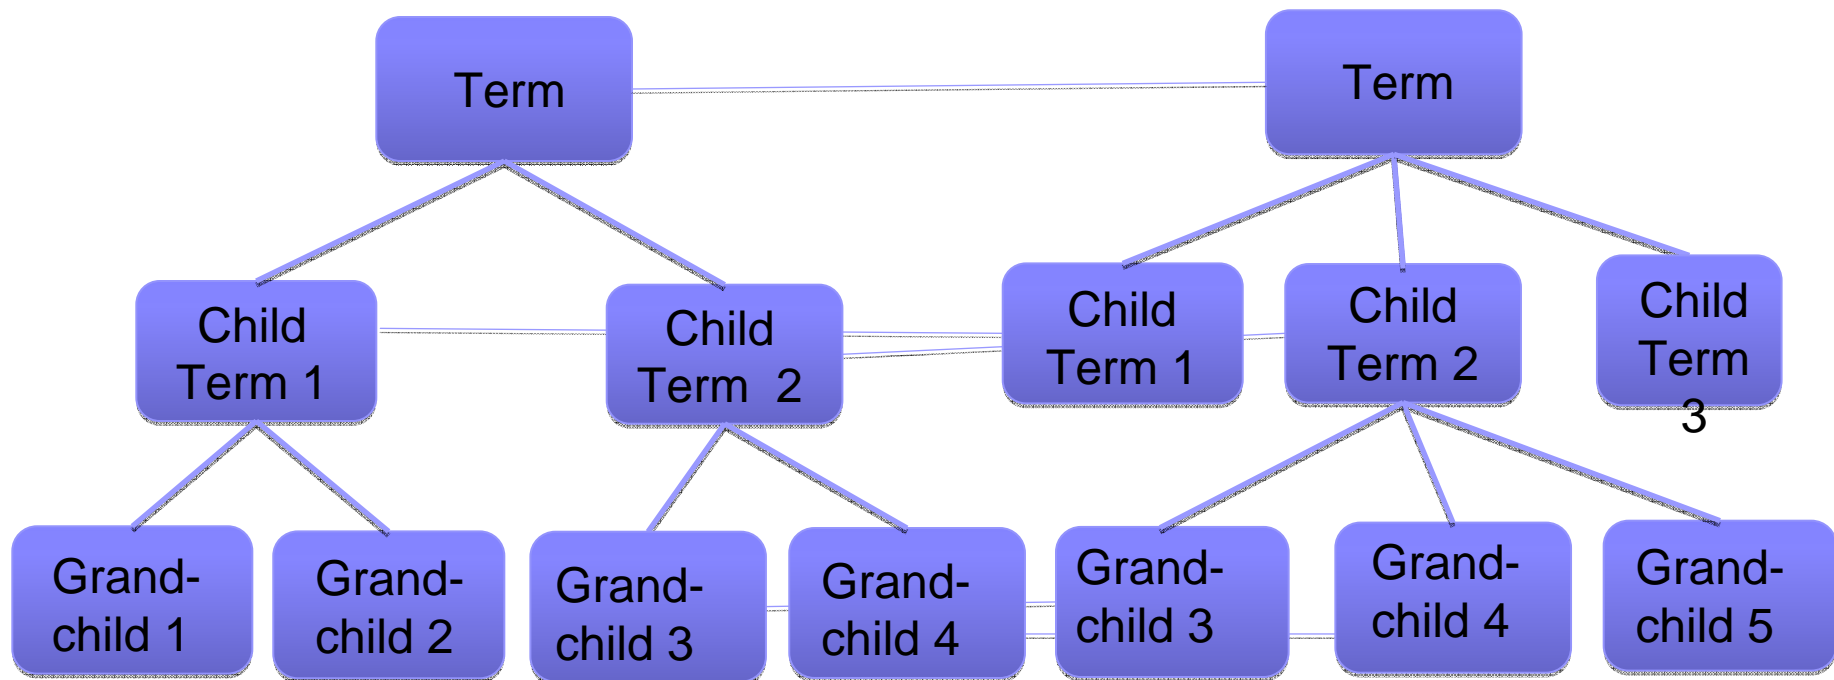 Term
Term
Child
Term 1
Child
Term  2
Child
Term 1
Child
Term 2
Child
Term
3
Grand-
child 1
Grand-
child 2
Grand-
child 3
Grand-
child 4
Grand-
child 3
Grand-
child 4
Grand-
child 5